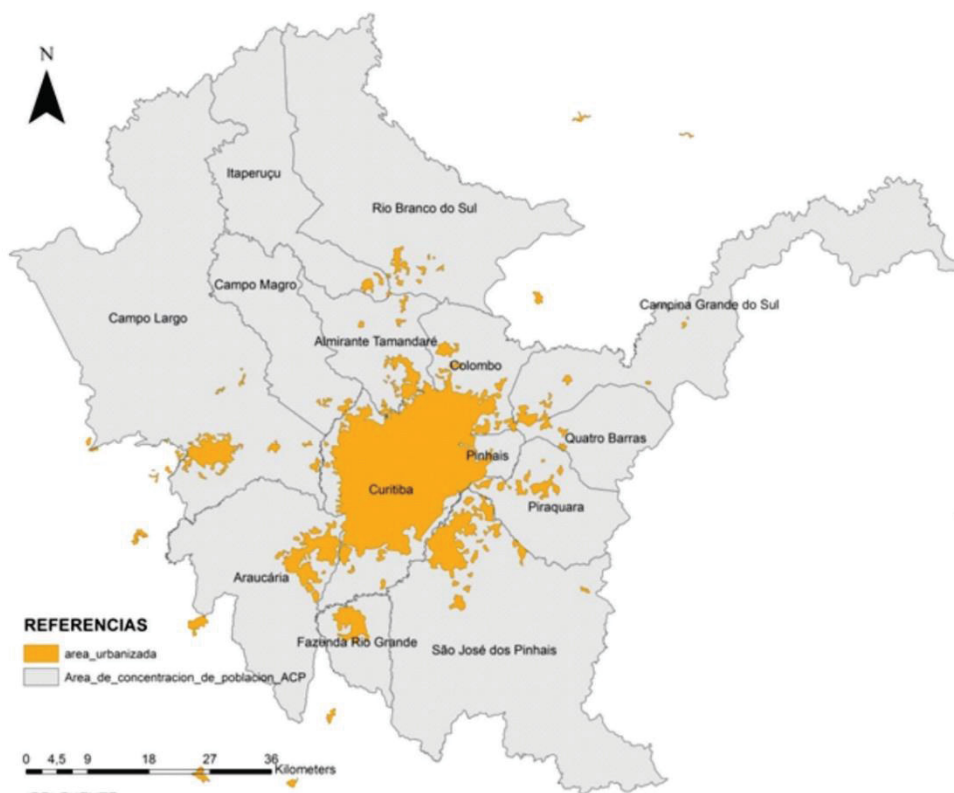 N
Itaperuçu
Rio Branco do Sul
Campo Magro
Campina Grande do Sul
Campo Largo
Almirante Tamandaré
Colombo
Quatro Barras
Pinhais
Curitiba
Piraquara
Araucária
REFERENCIAS
area_urbanizada
Fazenda Rio Grande
São José dos Pinhais
Area_de_concentracion_de_poblacion_ACP
0 4,5 9 18 27 36
Kilometers